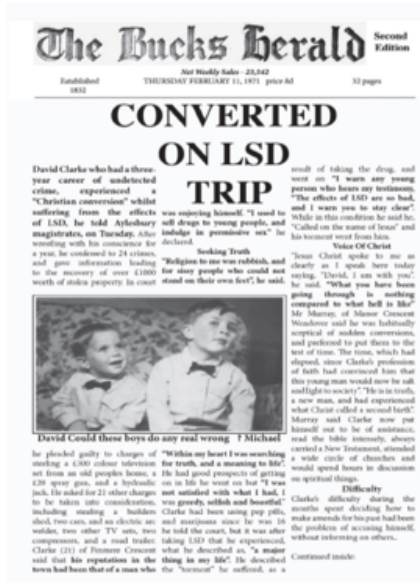 The Bucks Herald
Second
Edition
Net Weekly Sales - 23,542
Established
1832
THURSDAY FEBRUARY 11, 1971 price 8d
32 pages
CONVERTED
ON LSD
TRIP
David Clarke who had a three-
year career of undetected
crime, experienced a
"Christian conversion" whilst
suffering from the effects
of LSD, he told Aylesbury
magistrates, on Tuesday. After
wrestling with his conscience for
a year, he confessed to 24 crimes,
and gave information leading
to the recovery of over £1000
worth of stolen property. In court
was enjoying himself. "I used to
sell drugs to young people, and
indulge in permissive sex" he
declared.
Seeking Truth
"Religion to me was rubbish, and
for sissy people who could not
stand on their own feet", he said.
result of taking the drug, and
went on "I warn any young
person who hears my testimony,
"The effects of LSD are so bad,
and I warn you to stay clear".
While in this condition he said he
"Called on the name of Jesus" and
his torment went from him.
Voice Of Christ
"Jesus Christ spoke to me as
clearly as I speak here today
saying, "David, I am with you"
he said. "What you have been
going through is nothing
compared to what hell is like"
Mr Murray, of Manor Crescent
Wendover said he was habitually
sceptical of sudden conversions,
and preferred to put them to the
test of time. The time, which had
elapsed, since Clarke's profession
of faith had convinced him that
this young man would now be salt
and light to society". "He is in truth,
a new man, and had experienced
what Christ called a second birth"
Murray said Clarke now put
himself out to be of assistance,
read the bible intensely, always
carried a New Testament, attended
a wide circle of churches and
would spend hours in discussion
on spiritual things.
Difficulty
Clarke's difficulty during the
months spent deciding how to
make amends for his past had been
the problem of accusing himself,
without informing on others..
Continued inside:
David Could these boys do any real wrong ? Michael
he pleaded guilty to charges of
stealing a £300 colour television
set from an old peoples home, a
£20 spray gun, and a hydraulic
jack. He asked for 21 other charges
to be taken into consideration,
including stealing a builders
shed, two cars, and an electric arc
welder, two other TV sets, two
compressors, and a road trailer.
Clarke (21) of Fenmere Crescent
said that his reputation in the
town had been that of a man who
"Within my heart I was searching
for truth, and a meaning to life".
He had good prospects of getting
on in life he went on but "I was
not satisfied with what I had, I
was greedy, selfish and boastful"
Clarke had been using pep pills,
and marijuana since he was 16
he told the court, but it was after
taking LSD that he experienced,
what he described as, "a major
thing in my life". He described
the "torment" he suffered, as a